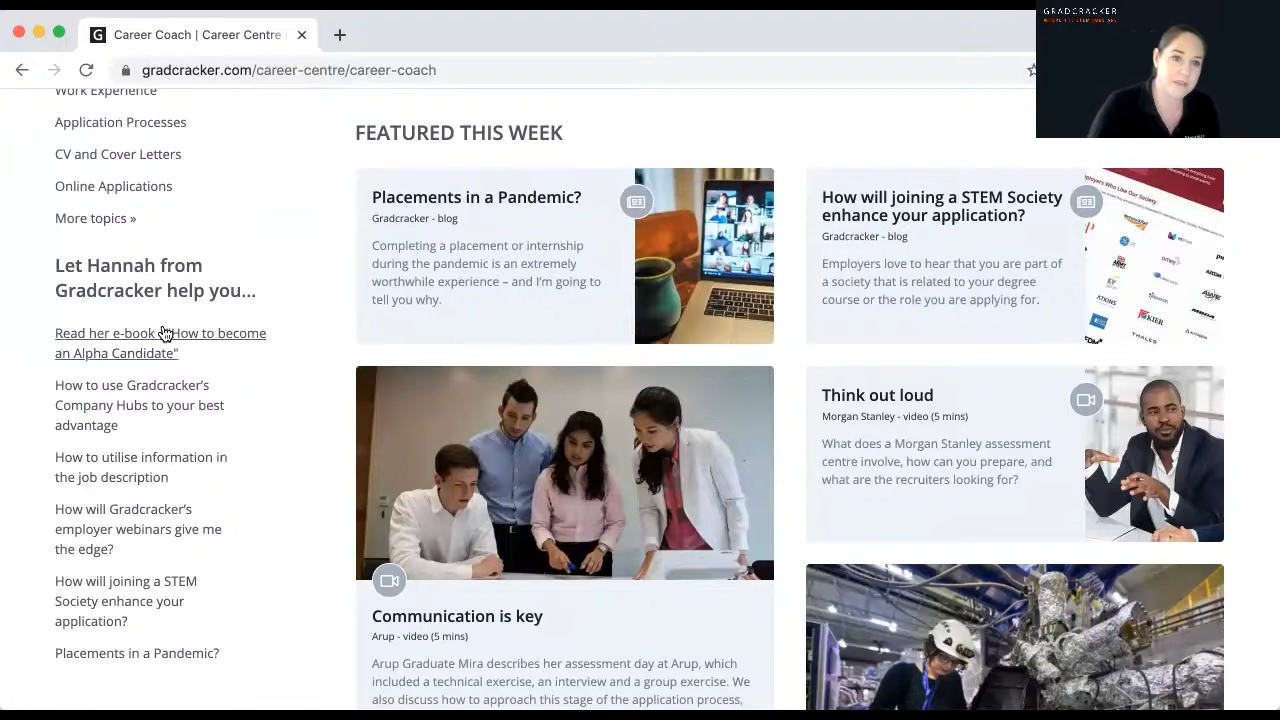 Career Coach | Career Centre
GRADCRACKER
gradcracker.com/career-centre/career-coach
Work Experience
Application Processes
CV and Cover Letters
Online Applications
More topics »
Let Hannah from
Gradcracker help you...
Read her e-book "How to become
an Alpha Candidate"
How to use Gradcracker's
Company Hubs to your best
advantage
How to utilise information in
the job description
How will Gradcracker's
employer webinars give me
the edge?
How will joining a STEM
Society enhance your
application?
Placements in a Pandemic?
FEATURED THIS WEEK
Placements in a Pandemic?
Gradcracker - blog
Completing a placement or internship
during the pandemic is an extremely
worthwhile experience – and I'm going to
tell you why.
How will joining a STEM Society
enhance your application?
Gradcracker - blog
Employers love to hear that you are part of
a society that is related to your degree
course or the role you are applying for.
Employers Who Like Our Society
EY
ATKINS
KIER
THALES
Think out loud
Morgan Stanley - video (5 mins)
What does a Morgan Stanley assessment
centre involve, how can you prepare, and
what are the recruiters looking for?
Communication is key
Arup - video (5 mins)
Arup Graduate Mira describes her assessment day at Arup, which
included a technical exercise, an interview and a group exercise. We
also discuss how to approach this stage of the application process,